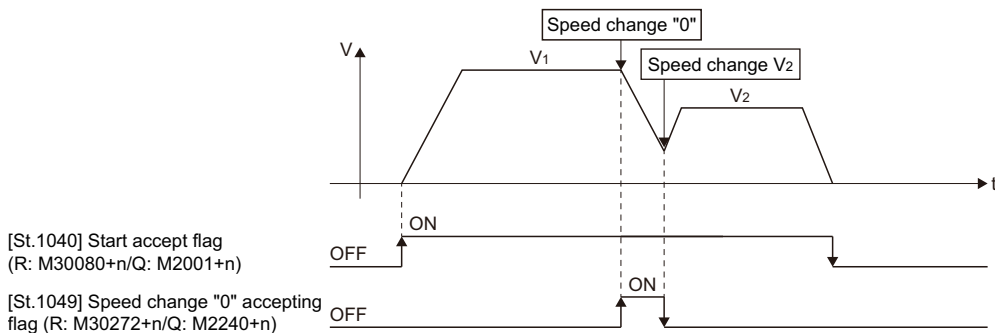 Speed change "0"
V
V1
Speed change V2
V2
t
[St.1040] Start accept flag
(R: M30080+n/Q: M2001+n)
OFF
ON
[St.1049] Speed change "0" accepting
flag (R: M30272+n/Q: M2240+n)
OFF
ON